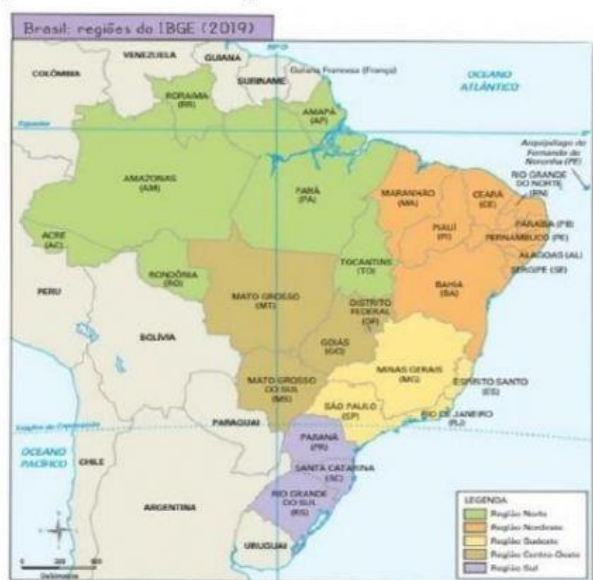 Brasil: regiões do IBGE (2019)
50° O
VENEZUELA
GUIANA
SURINAME
Guiana Francesa (França)
COLÔMBIA
OCEANO
ATLÂNTICO
RORAIMA
(RR)
AMAPÁ
(AP)
Equador
0°
Arquipélago de
Fernando de
Noronha (PE)
AMAZONAS
(AM)
PARÁ
(PA)
MARANHÃO
(MA)
CEARÁ
(CE)
RIO GRANDE
DO NORTE
(RN)
PARAÍBA (PB)
PIAUÍ
(PI)
PERNAMBUCO (PE)
ACRE
(AC)
ALAGOAS (AL)
SERGIPE (SE)
TOCANTINS
(TO)
RONDÔNIA
(RO)
BAHIA
(BA)
PERU
MATO GROSSO
(MT)
DISTRITO
FEDERAL
(DF)
BOLÍVIA
GOIÁS
(GO)
MINAS GERAIS
(MG)
MATO GROSSO
DO SUL
(MS)
ESPÍRITO SANTO
(ES)
SÃO PAULO
(SP)
RIO DE JANEIRO
(RJ)
PARAGUAI
Trópico de Capricórnio
PARANÁ
(PR)
OCEANO
PACÍFICO
CHILE
SANTA CATARINA
(SC)
RIO GRANDE
DO SUL
(RS)
ARGENTINA
URUGUAI
LEGENDA
Região Norte
Região Nordeste
Região Sudeste
Região Centro-Oeste
Região Sul
0